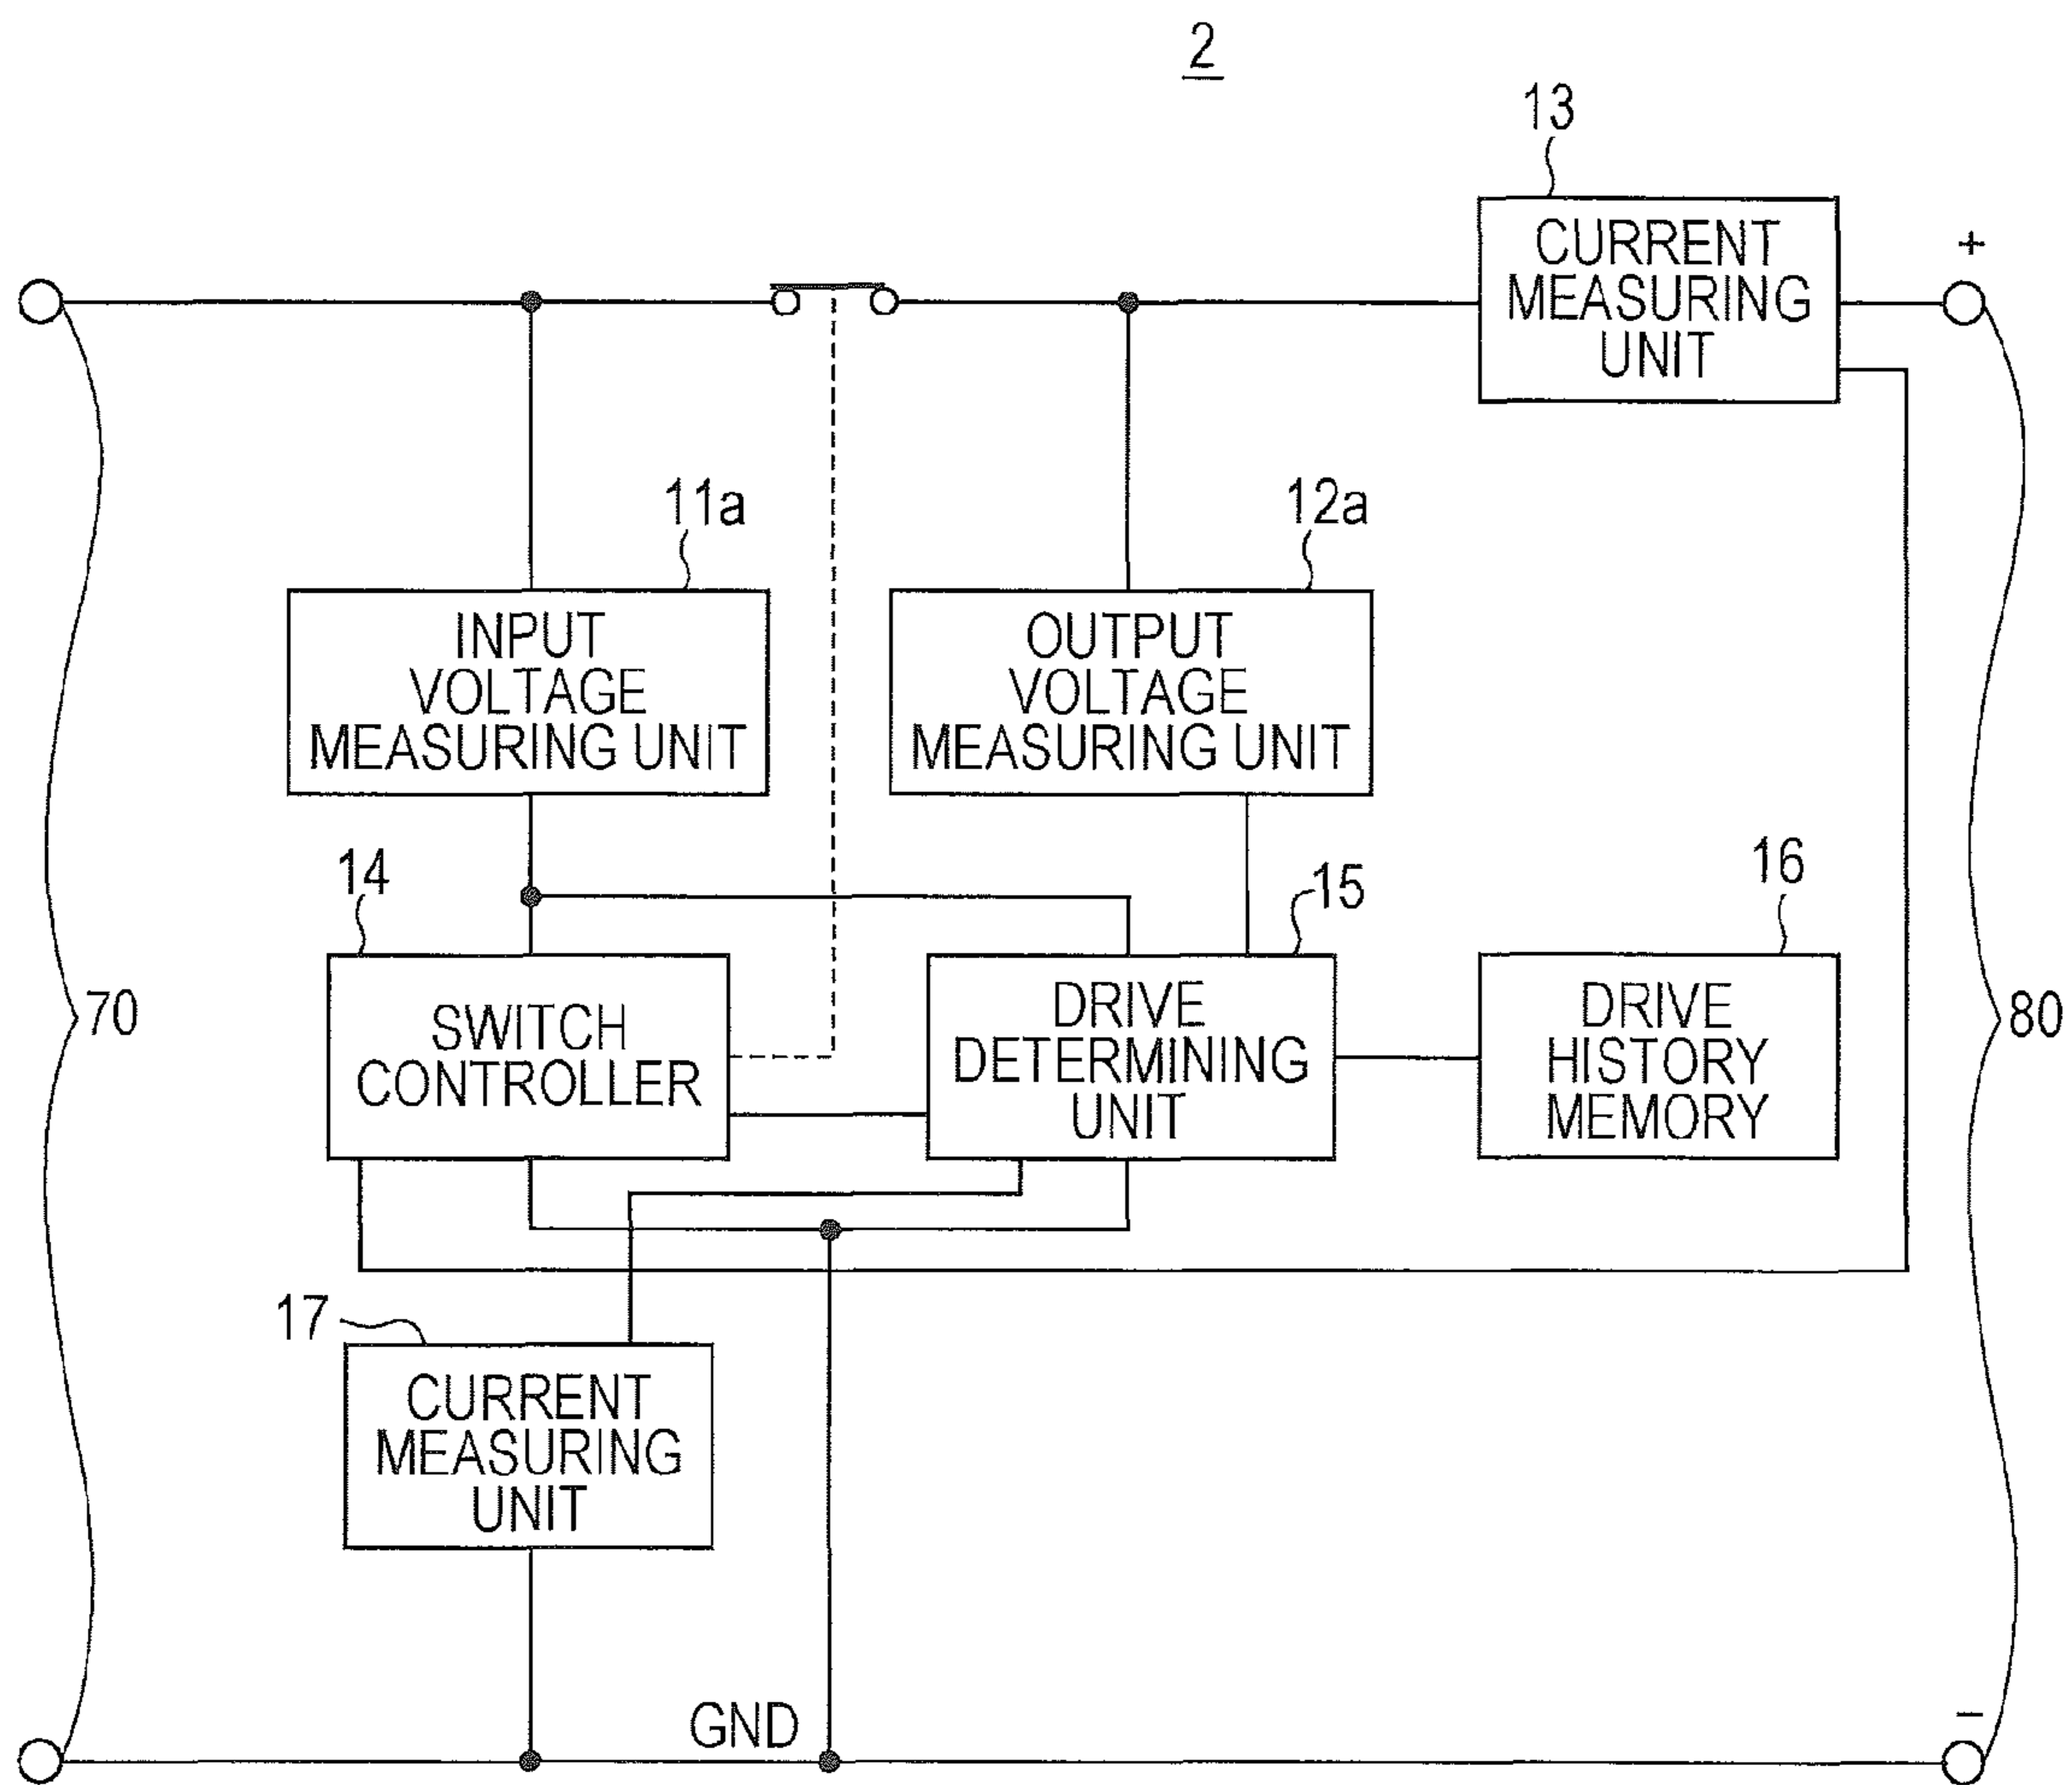 2
13
CURRENT
MEASURING
UNIT
+
11a
12a
INPUT
VOLTAGE
MEASURING UNIT
OUTPUT
VOLTAGE
MEASURING UNIT
14
15
16
70
SWITCH
CONTROLLER
DRIVE
DETERMINING
UNIT
DRIVE
HISTORY
MEMORY
80
17
CURRENT
MEASURING
UNIT
GND
−